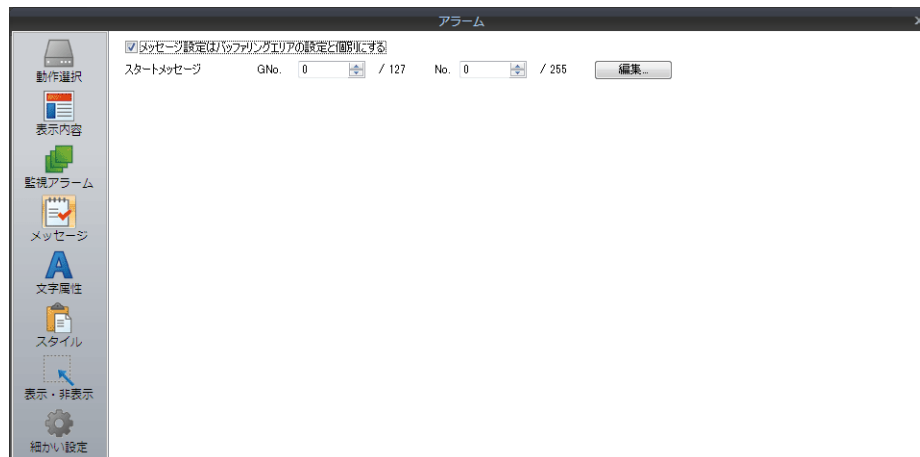 アラーム
動作選択
表示内容
監視アラーム
メッセージ
文字属性
スタイル
表示・非表示
細かい設定
メッセージ設定はバッファリングエリアの設定と個別にする
スタートメッセージ GNo. 0 / 127 No. 0 / 255 編集...